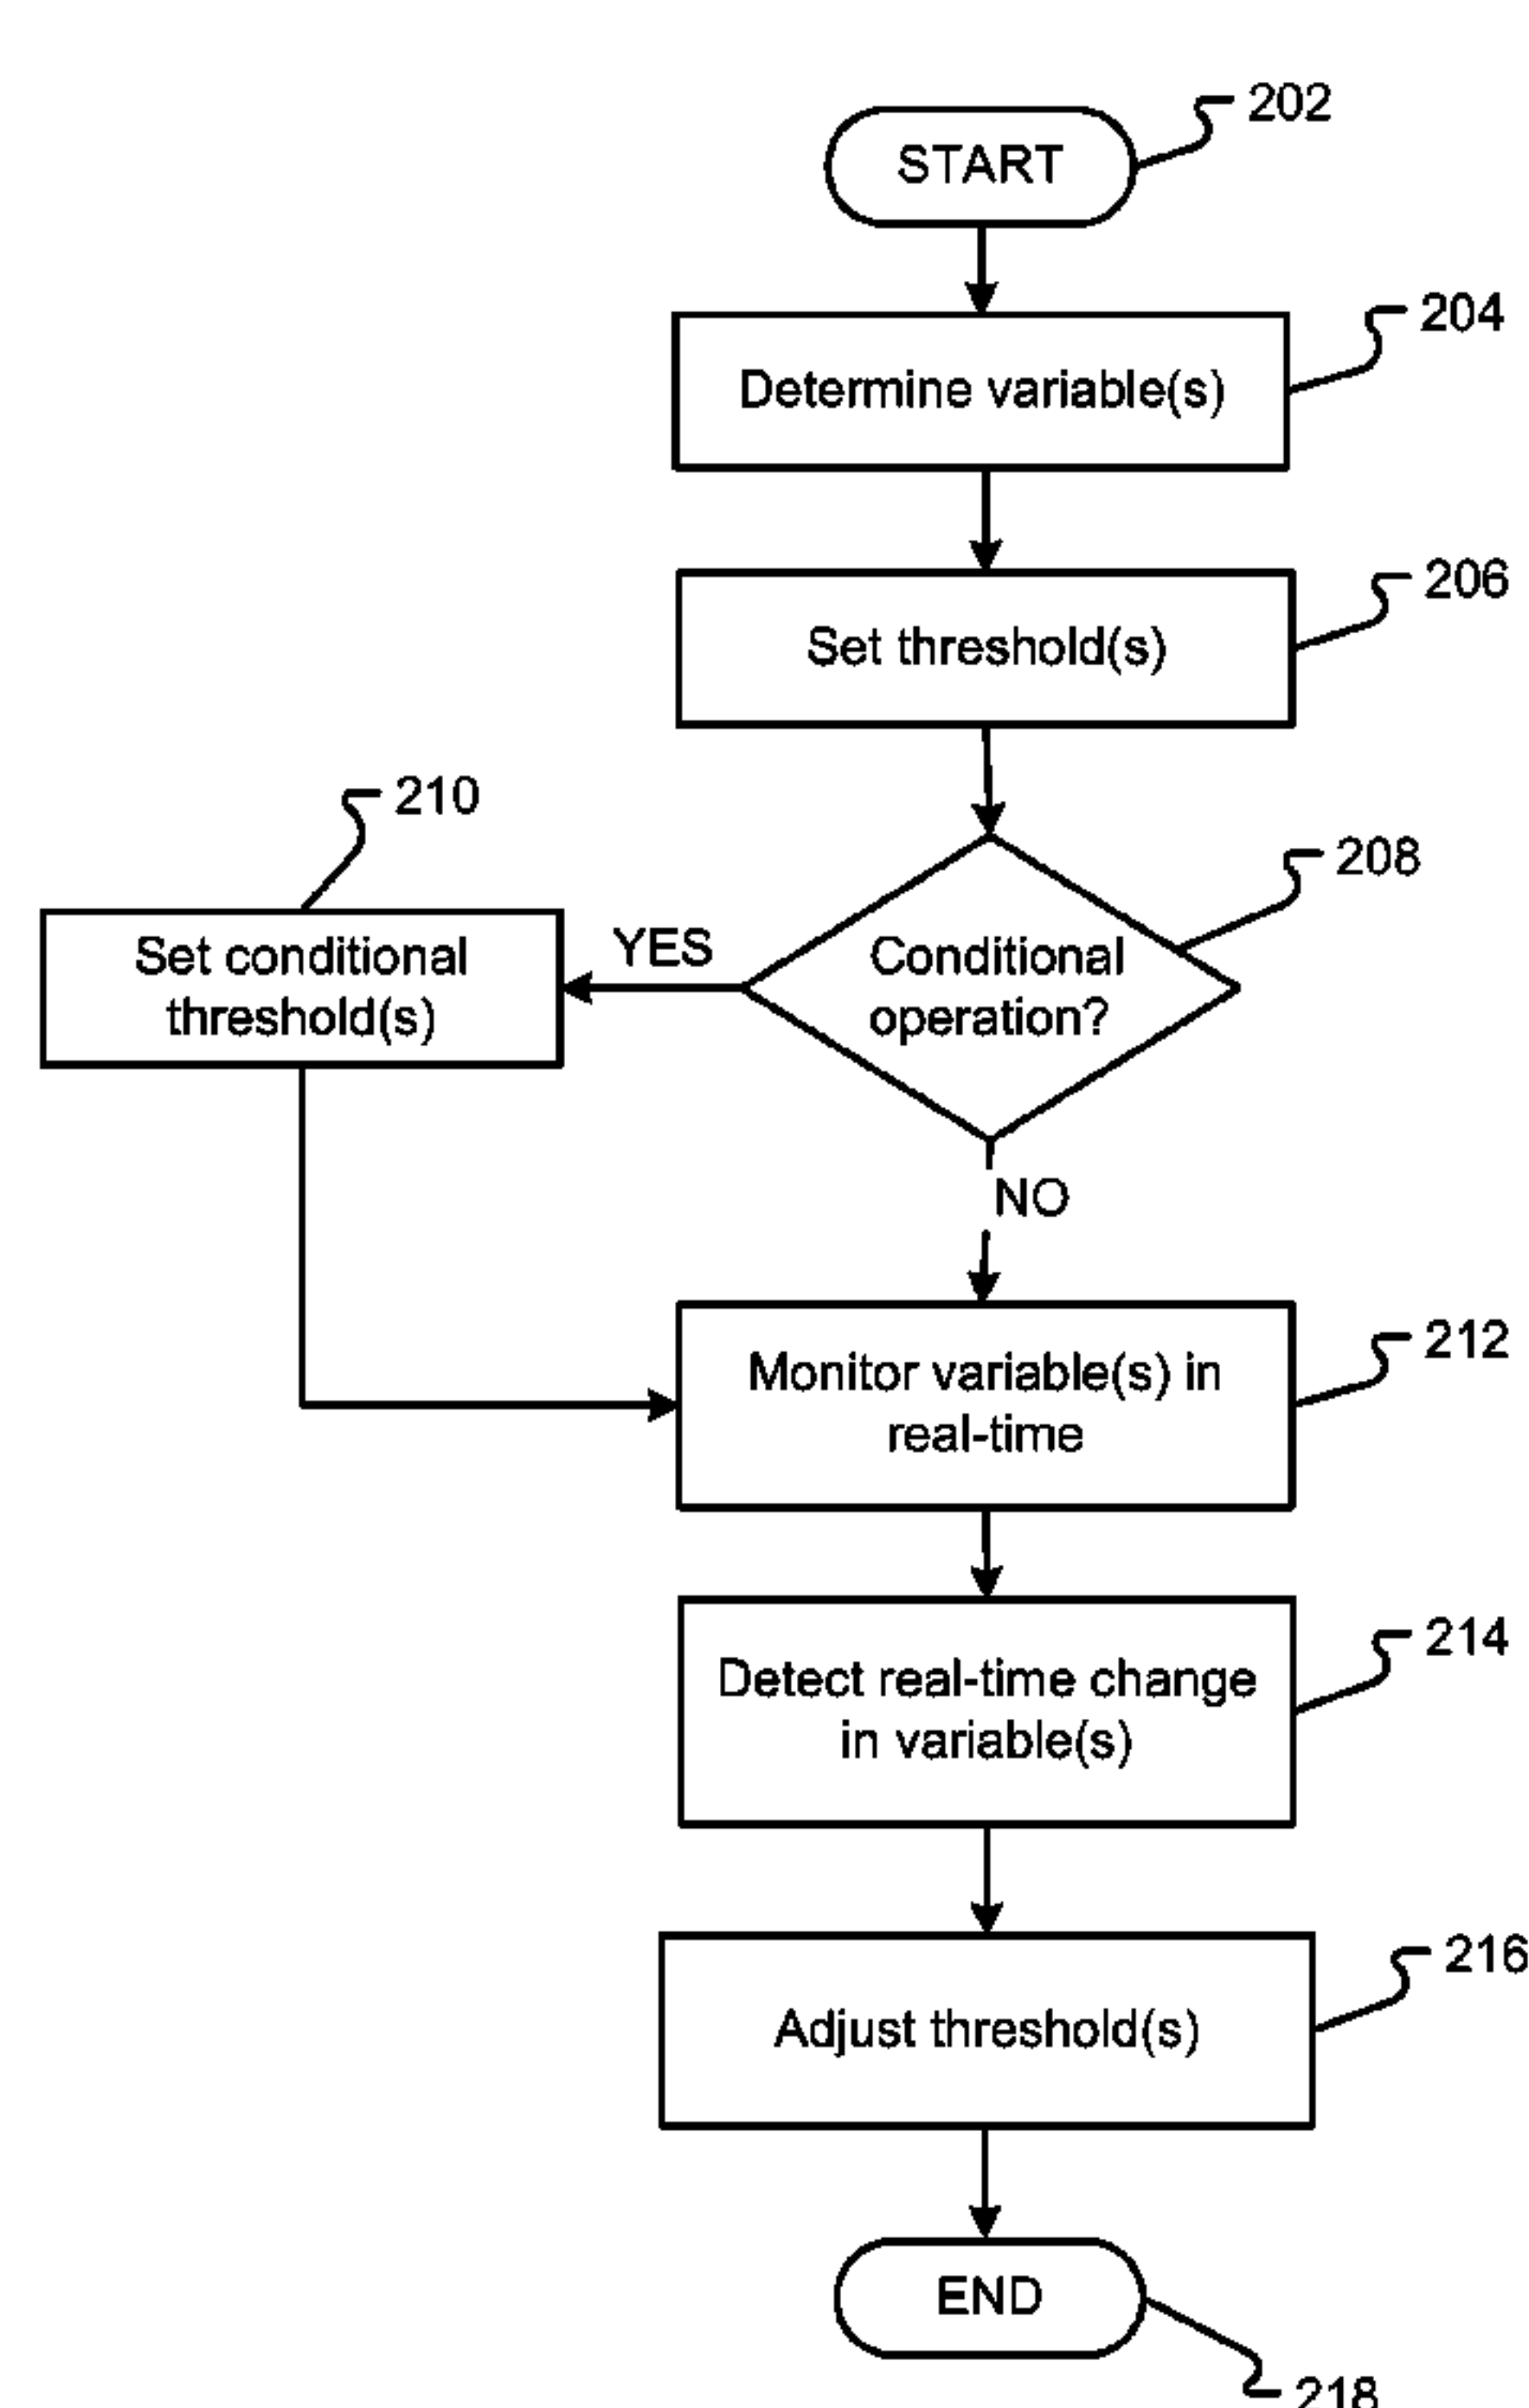 202
START
204
Determine variable(s)
206
Set threshold(s)
210
208
Set conditional
threshold(s)
YES
Conditional
operation?
NO
212
Monitor variable(s) in
real-time
214
Detect real-time change
in variable(s)
216
Adjust threshold(s)
END
218